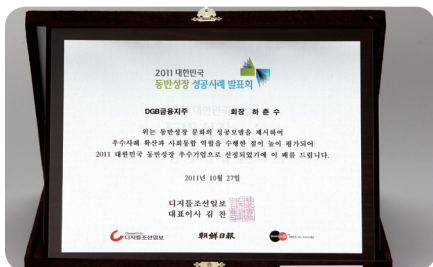 2011 대한민국
동반성장 성공사례 발표회
DGB금융지주 회장 하춘수
위는 동반성장 문화의 성공모델을 제시하여
우수사례 확산과 사회통합 역할을 수행한 점이 높이 평가되어
2011 대한민국 동반성장 우수기업으로 선정되었기에 이 패를 드립니다.
2011년 10월 27일
디지틀조선일보
대표이사 김 찬
디지틀조선일보 朝鮮日報